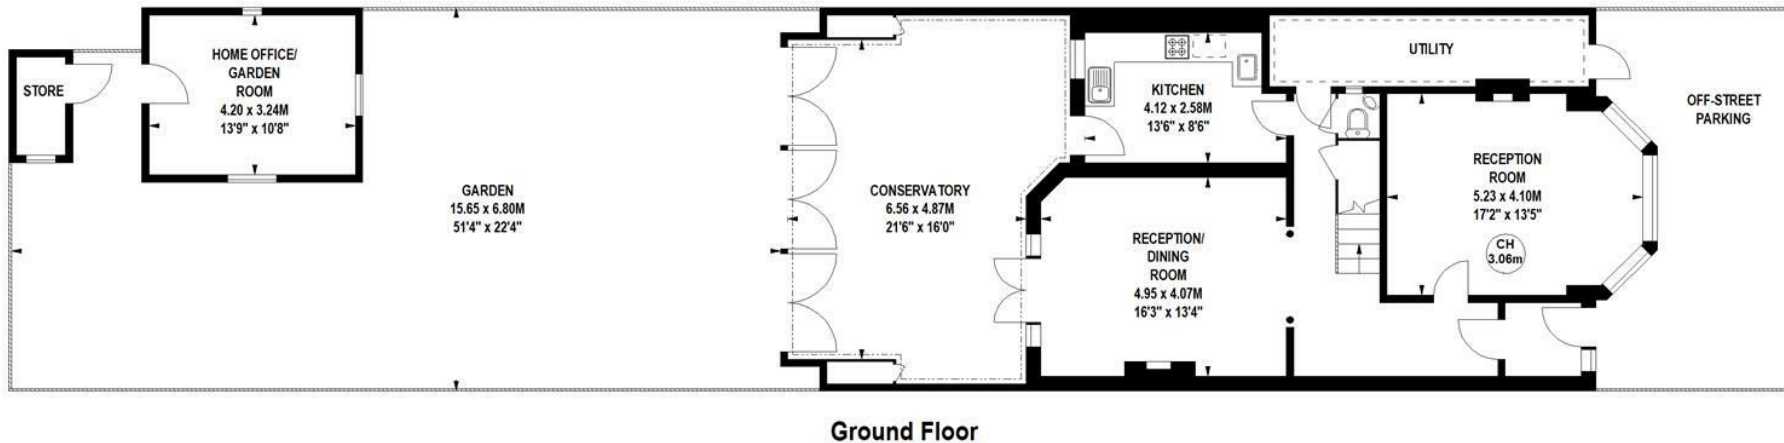 STORE
HOME OFFICE/
GARDEN
ROOM
4.20 x 3.24M
13'9" x 10'8"
GARDEN
15.65 x 6.80M
51'4" x 22'4"
CONSERVATORY
6.56 x 4.87M
21'6" x 16'0"
KITCHEN
4.12 x 2.58M
13'6" x 8'6"
RECEPTION/
DINING
ROOM
4.95 x 4.07M
16'3" x 13'4"
UTILITY
RECEPTION
ROOM
5.23 x 4.10M
17'2" x 13'5"
CH
3.06m
OFF-STREET
PARKING
Ground Floor